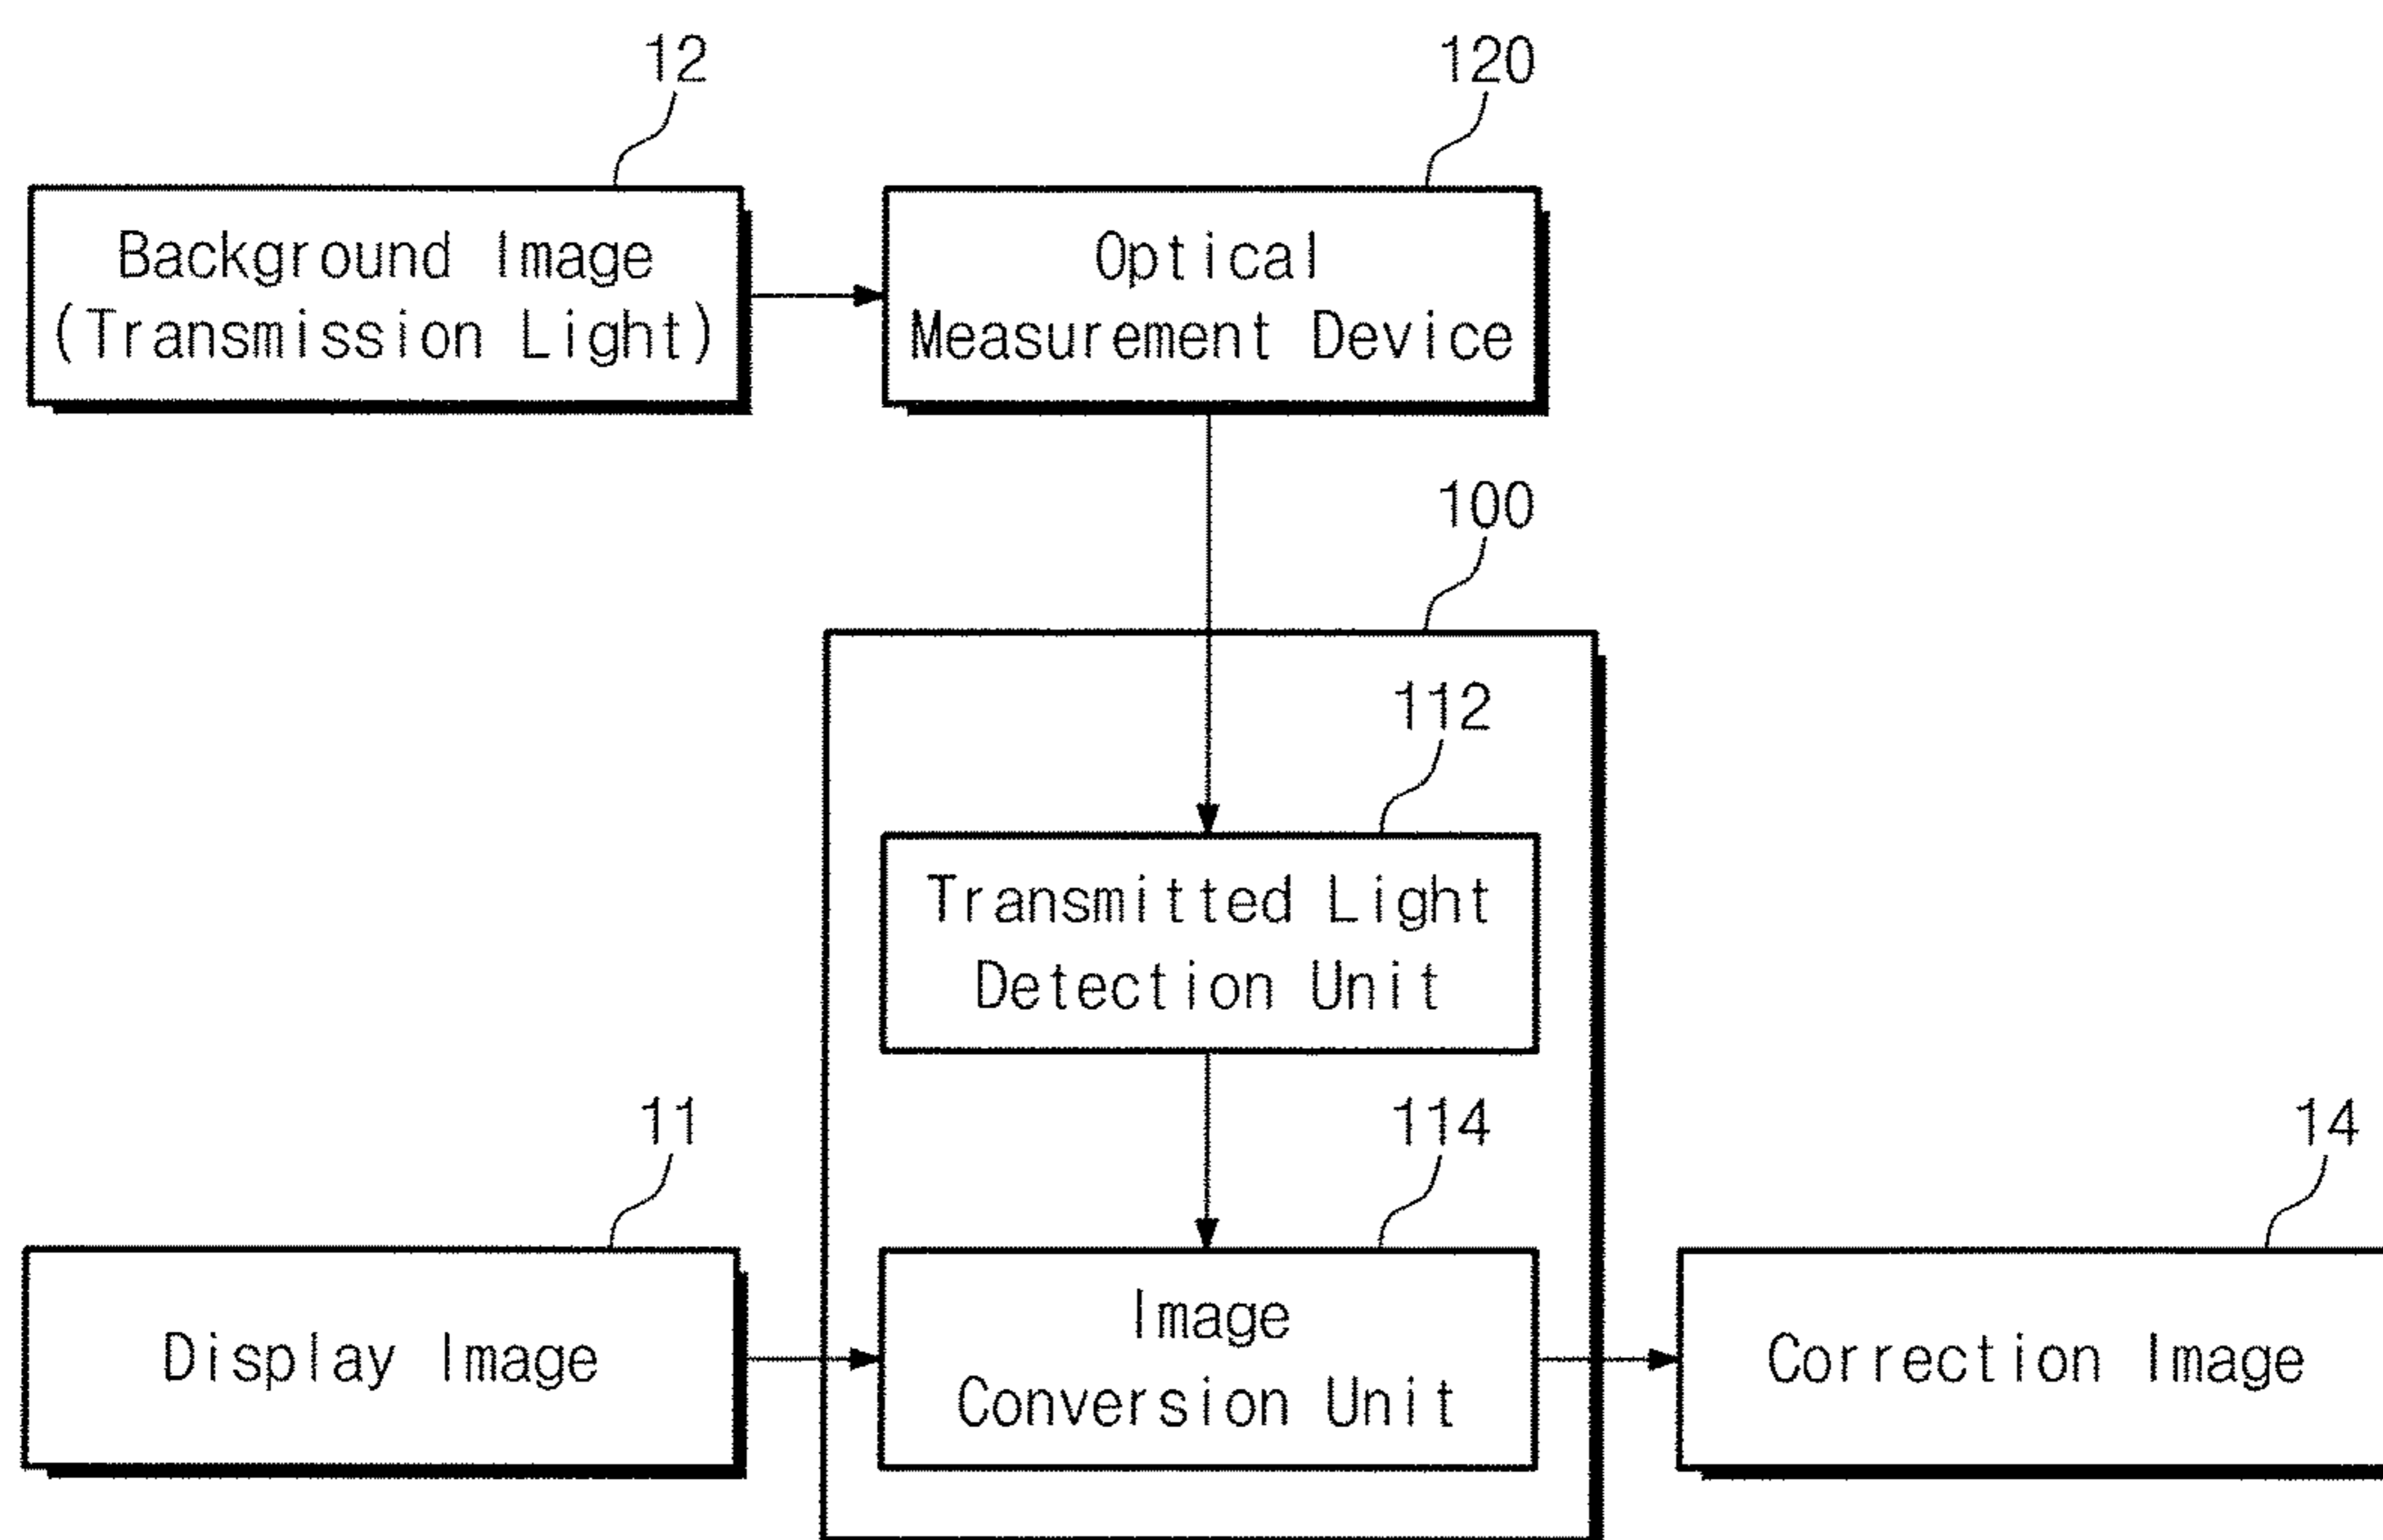 12
120
Background Image
(Transmission Light)
Optical
Measurement Device
100
112
Transmitted Light
Detection Unit
11
114
14
Display Image
Image
Conversion Unit
Correction Image